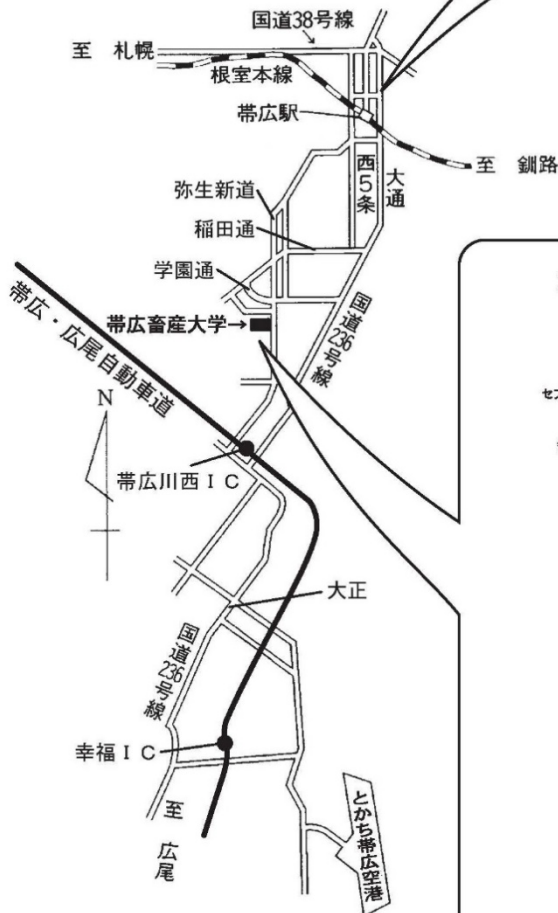 国道38号線
至 札幌
根室本線
帯広駅
至 釧路
西5条
大通
弥生新道
稲田通
学園通
帯広畜産大学→
国道236号線
帯広・広尾自動車道
N
帯広川西IC
大正
国道236号線
幸福IC
至 広尾
とかち帯広空港
セブ